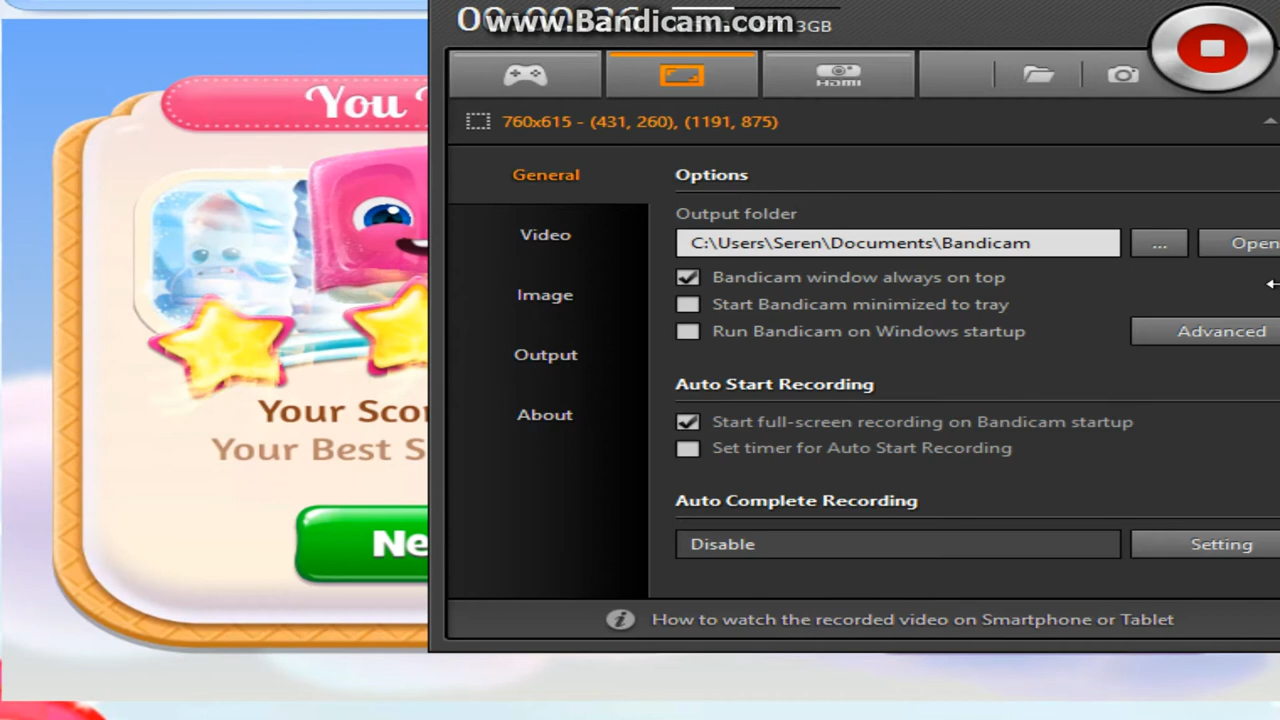 www.Bandicam.com
3GB
You
760x615 - (431, 260), (1191, 875)
General
Video
Image
Output
About
Options
Output folder
C:\Users\Seren\Documents\Bandicam
...
Open
Bandicam window always on top
Start Bandicam minimized to tray
Run Bandicam on Windows startup
Advanced
Auto Start Recording
Start full-screen recording on Bandicam startup
Set timer for Auto Start Recording
Auto Complete Recording
Disable
Setting
How to watch the recorded video on Smartphone or Tablet
HDMI
Your Scor
Your Best S
Ne